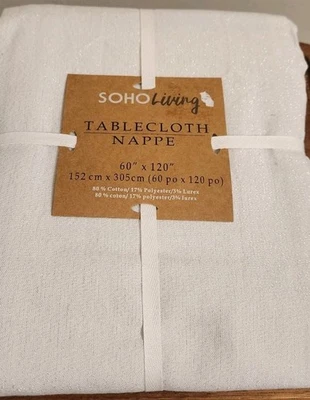 SOHO Living
TABLECLOTH
NAPPE
60" x 120"
152 cm x 305cm (60 po x 120 po)
80 % Cotton/ 17% Polyester/3% Lurex
80 % coton/ 17% polyester/3% lurex